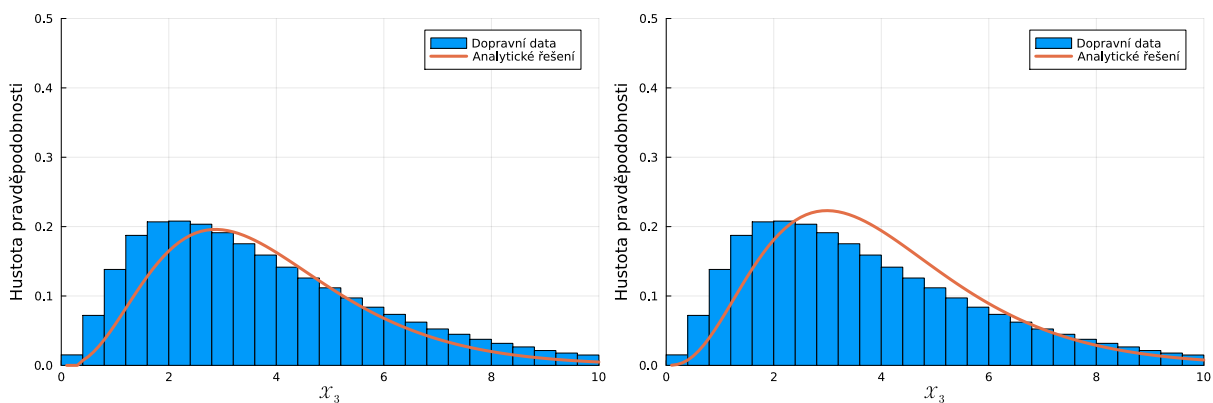 Hustota pravděpodobnosti
0.5
0.4
0.3
0.2
0.1
0.0
Dopravní data
Analytické řešení
0 2 4 6 8 10
x₃
Hustota pravděpodobnosti
0.5
0.4
0.3
0.2
0.1
0.0
Dopravní data
Analytické řešení
0 2 4 6 8 10
x₃